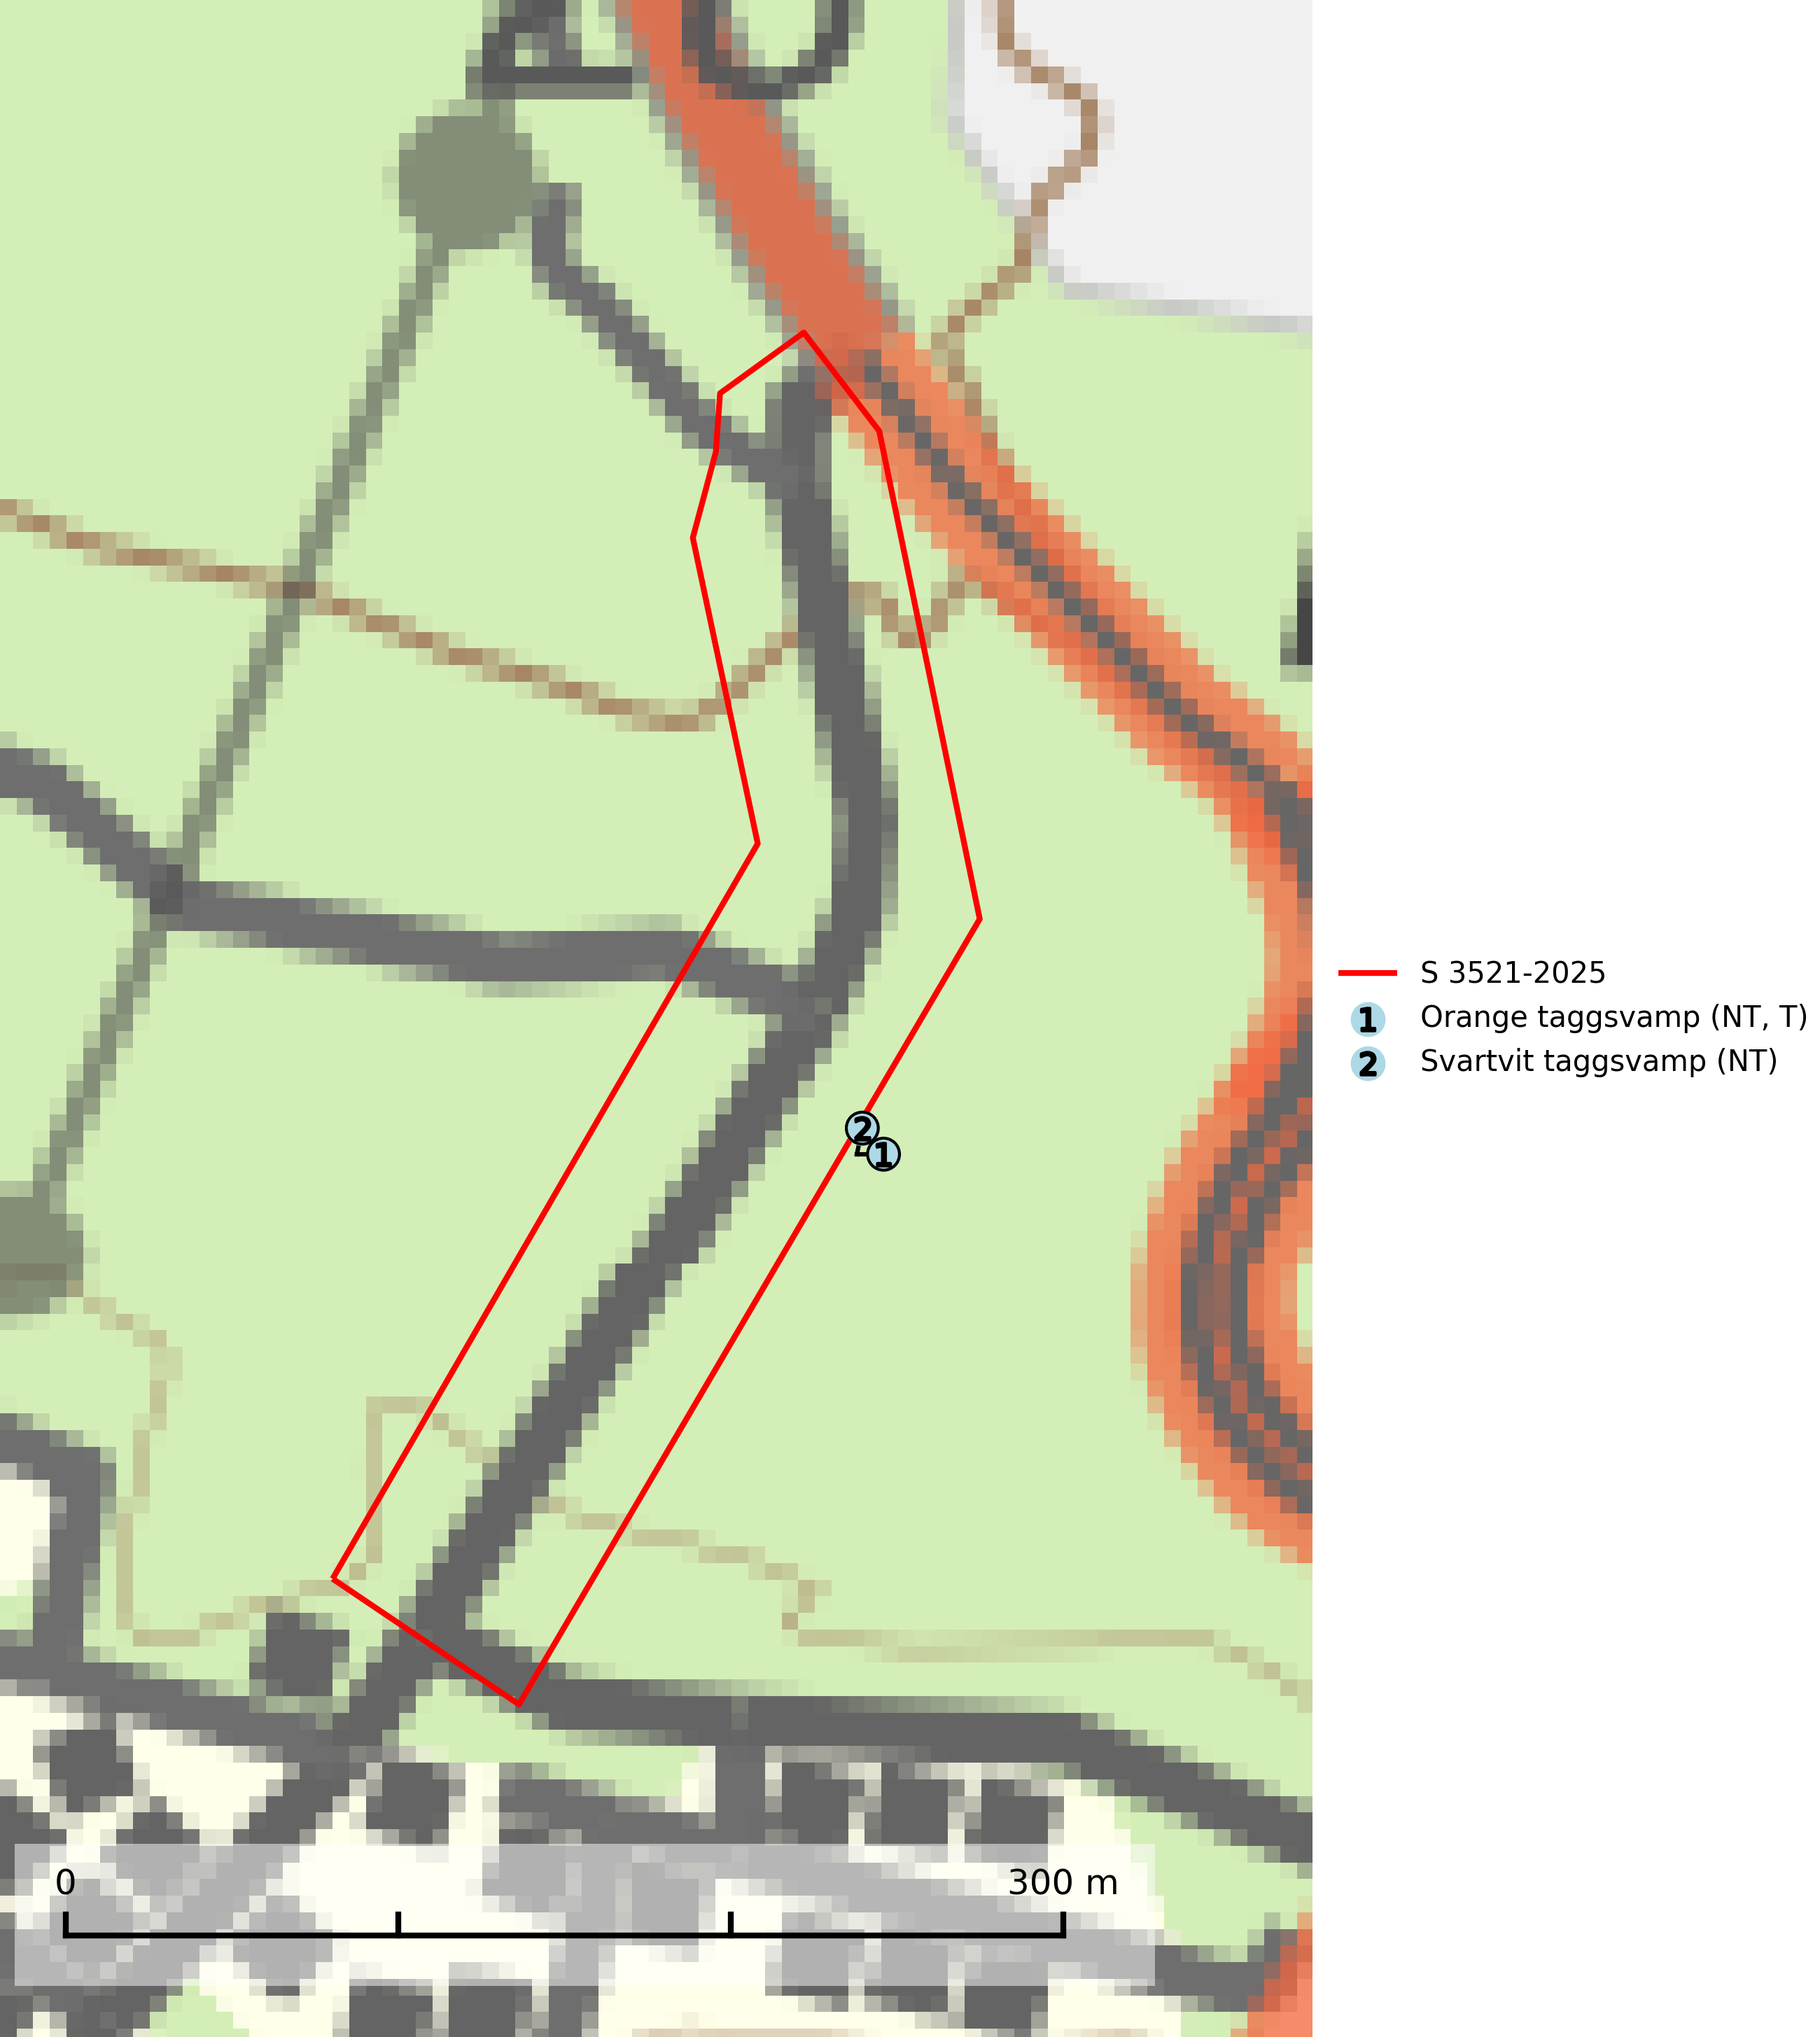 S 3521-2025
1 Orange taggsvamp (NT, T)
2 Svartvit taggsvamp (NT)
2
1
0 300 m